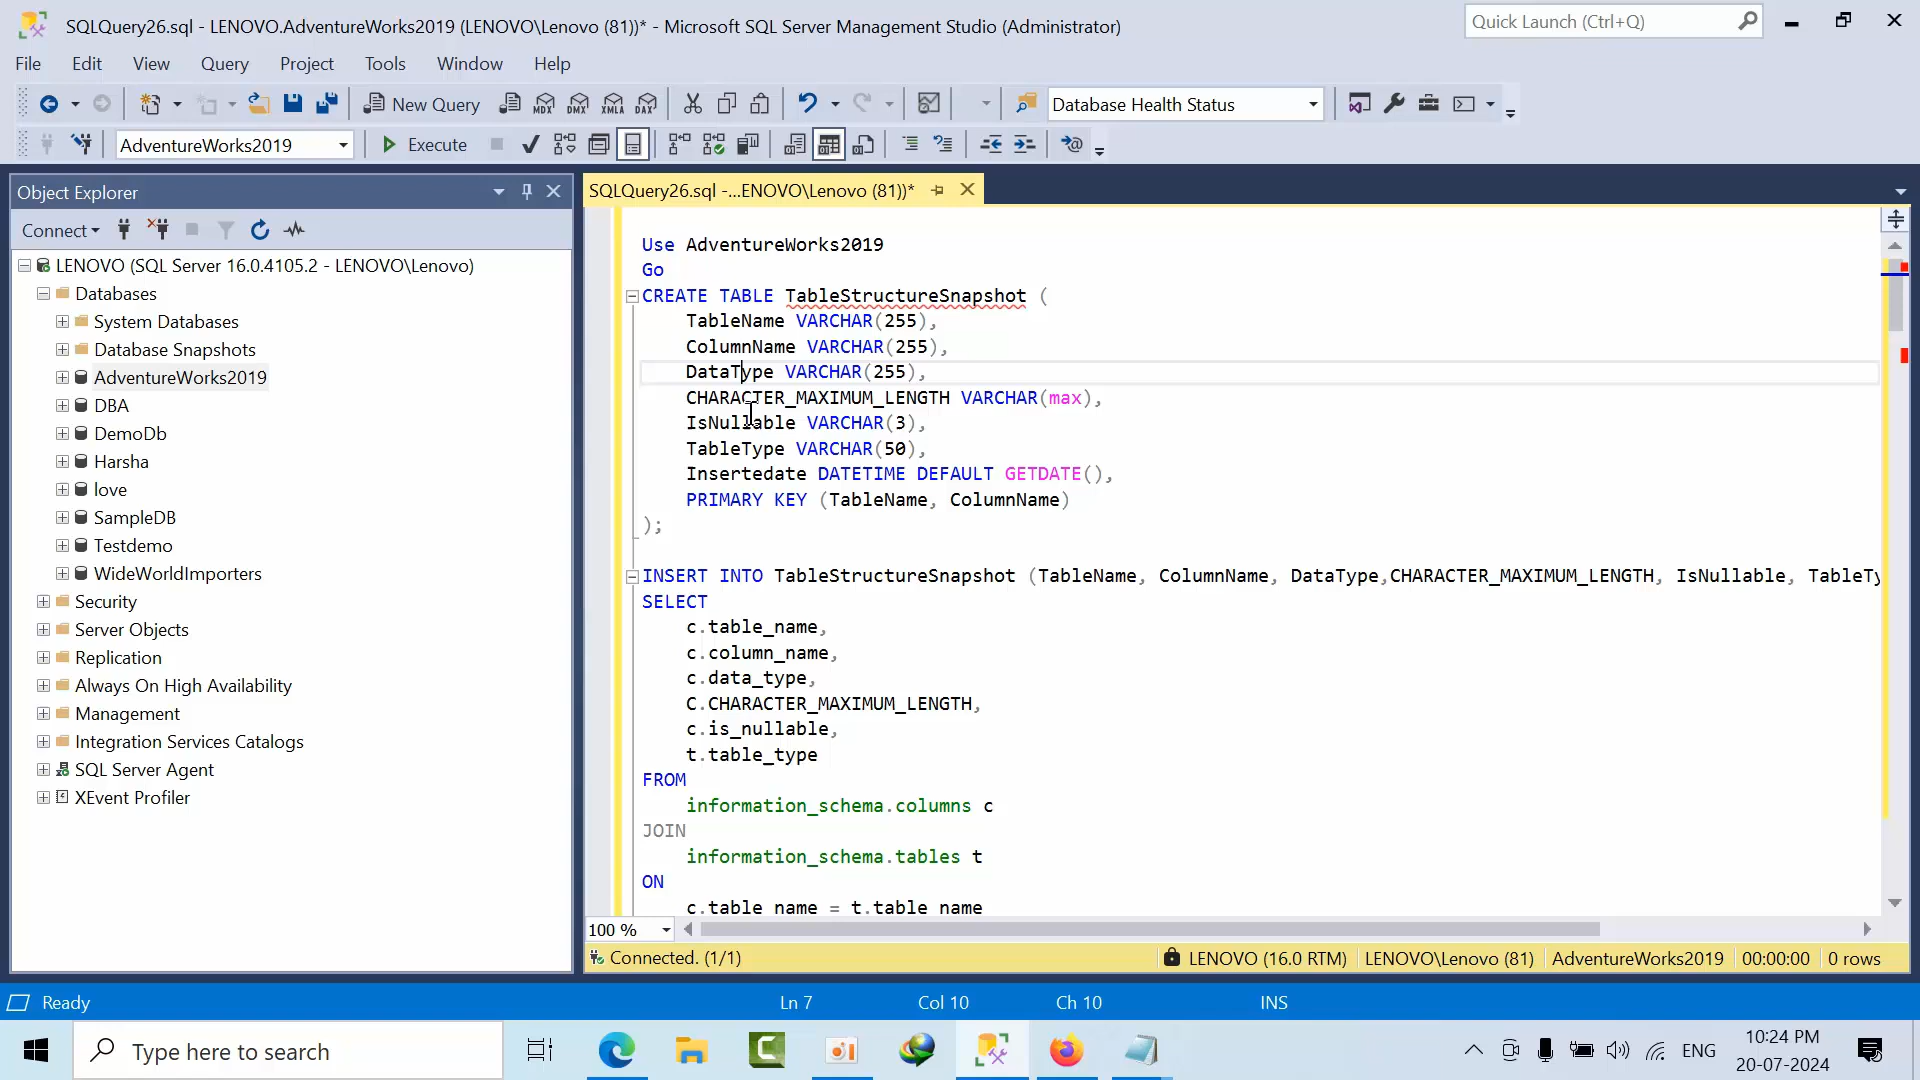 SQLQuery26.sql - LENOVO.AdventureWorks2019 (LENOVO\Lenovo (81))* - Microsoft SQL Server Management Studio (Administrator)
Quick Launch (Ctrl+Q)
File Edit View Query Project Tools Window Help
New Query MDX DMX XMLA DAX Database Health Status
AdventureWorks2019 Execute
Object Explorer
Connect
LENOVO (SQL Server 16.0.4105.2 - LENOVO\Lenovo)
Databases
System Databases
Database Snapshots
AdventureWorks2019
DBA
DemoDb
Harsha
love
SampleDB
Testdemo
WideWorldImporters
Security
Server Objects
Replication
Always On High Availability
Management
Integration Services Catalogs
SQL Server Agent
XEvent Profiler
SQLQuery26.sql -...ENOVO\Lenovo (81))*
Use AdventureWorks2019
Go
CREATE TABLE TableStructureSnapshot (
TableName VARCHAR(255),
ColumnName VARCHAR(255),
DataType VARCHAR(255),
CHARACTER_MAXIMUM_LENGTH VARCHAR(max),
IsNullable VARCHAR(3),
TableType VARCHAR(50),
Insertedate DATETIME DEFAULT GETDATE(),
PRIMARY KEY (TableName, ColumnName)
);
INSERT INTO TableStructureSnapshot (TableName, ColumnName, DataType,CHARACTER_MAXIMUM_LENGTH, IsNullable, TableTy
SELECT
c.table_name,
c.column_name,
c.data_type,
C.CHARACTER_MAXIMUM_LENGTH,
c.is_nullable,
t.table_type
FROM
information_schema.columns c
JOIN
information_schema.tables t
ON
c.table_name = t.table_name
100 %
Connected. (1/1) LENOVO (16.0 RTM) LENOVO\Lenovo (81) AdventureWorks2019 00:00:00 0 rows
Ready Ln 7 Col 10 Ch 10 INS
Type here to search
ENG
10:24 PM
20-07-2024